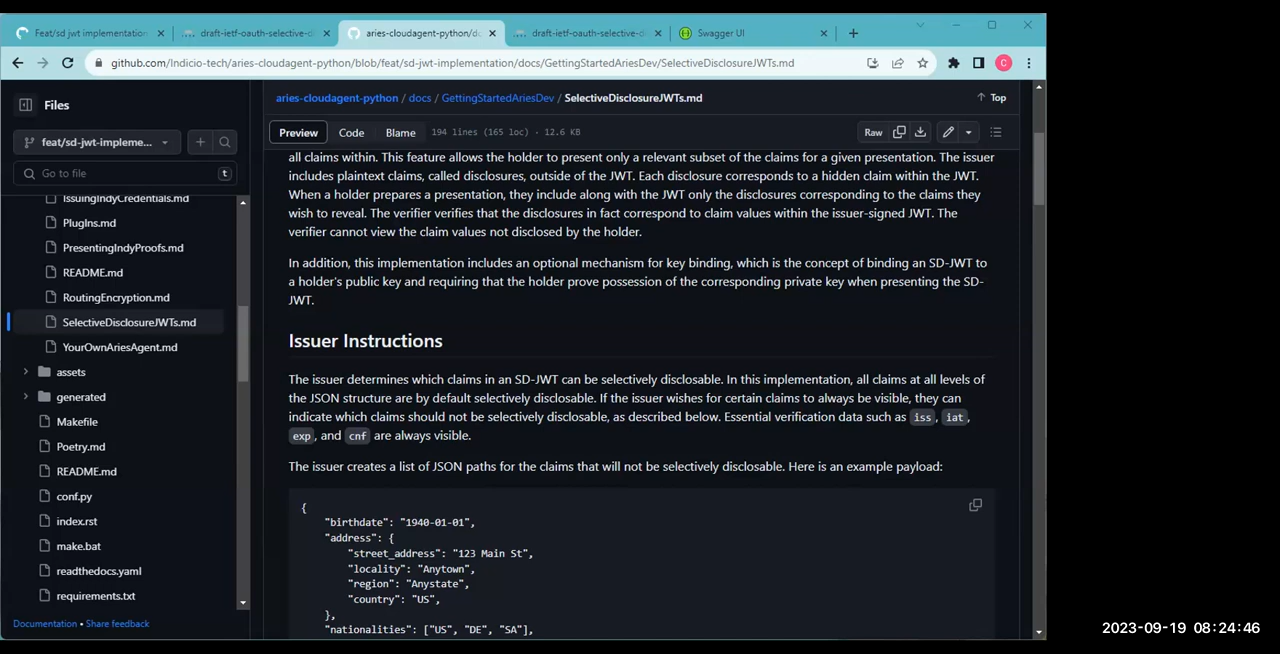 Feat/sd jwt implementation
draft-ietf-oauth-selective-d
aries-cloudagent-python/do
draft-ietf-oauth-selective-d
Swagger UI
github.com/Indicio-tech/aries-cloudagent-python/blob/feat/sd-jwt-implementation/docs/GettingStartedAriesDev/SelectiveDisclosureJWTs.md
C
Files
feat/sd-jwt-impleme...
Go to file
t
IssuingIndyCredentials.md
PlugIns.md
PresentingIndyProofs.md
README.md
RoutingEncryption.md
SelectiveDisclosureJWTs.md
YourOwnAriesAgent.md
assets
generated
Makefile
Poetry.md
README.md
conf.py
index.rst
make.bat
readthedocs.yaml
requirements.txt
Documentation • Share feedback
aries-cloudagent-python / docs / GettingStartedAriesDev / SelectiveDisclosureJWTs.md
Top
Preview Code Blame 194 lines (165 loc) · 12.6 KB
Raw
all claims within. This feature allows the holder to present only a relevant subset of the claims for a given presentation. The issuer
includes plaintext claims, called disclosures, outside of the JWT. Each disclosure corresponds to a hidden claim within the JWT.
When a holder prepares a presentation, they include along with the JWT only the disclosures corresponding to the claims they
wish to reveal. The verifier verifies that the disclosures in fact correspond to claim values within the issuer-signed JWT. The
verifier cannot view the claim values not disclosed by the holder.
In addition, this implementation includes an optional mechanism for key binding, which is the concept of binding an SD-JWT to
a holder's public key and requiring that the holder prove possession of the corresponding private key when presenting the SD-
JWT.
Issuer Instructions
The issuer determines which claims in an SD-JWT can be selectively disclosable. In this implementation, all claims at all levels of
the JSON structure are by default selectively disclosable. If the issuer wishes for certain claims to always be visible, they can
indicate which claims should not be selectively disclosable, as described below. Essential verification data such as iss, iat,
exp, and cnf are always visible.
The issuer creates a list of JSON paths for the claims that will not be selectively disclosable. Here is an example payload:
{
"birthdate": "1940-01-01",
"address": {
"street_address": "123 Main St",
"locality": "Anytown",
"region": "Anystate",
"country": "US",
},
"nationalities": ["US", "DE", "SA"],
2023-09-19 08:24:46